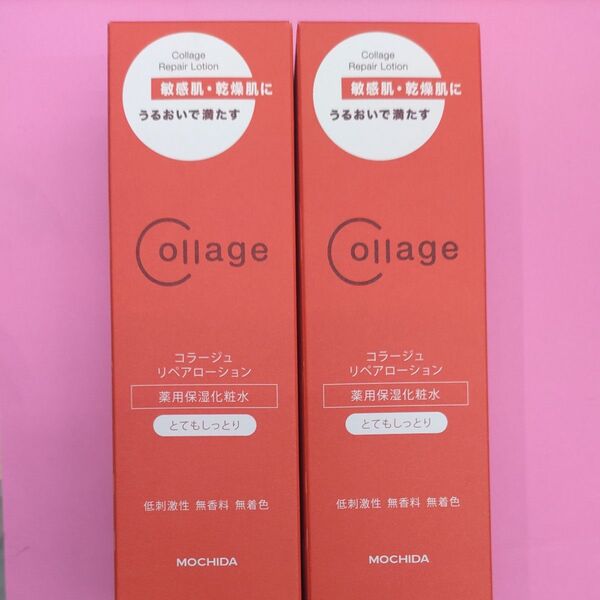 Collage
Repair Lotion
敏感肌・乾燥肌に
うるおいで満たす
Collage
コラージュ
リペアローション
薬用保湿化粧水
とてもしっとり
低刺激性 無香料 無着色
MOCHIDA
Collage
Repair Lotion
敏感肌・乾燥肌に
うるおいで満たす
Collage
コラージュ
リペアローション
薬用保湿化粧水
とてもしっとり
低刺激性 無香料 無着色
MOCHIDA